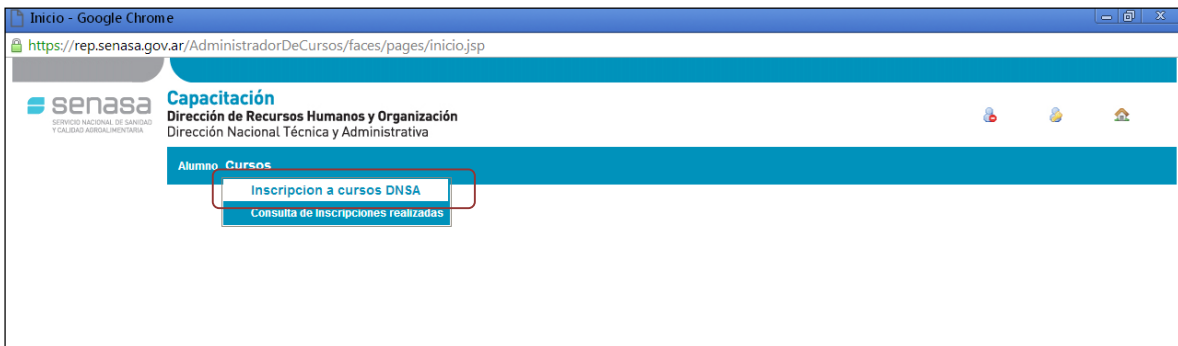 Inicio - Google Chrome
https://rep.senasa.gov.ar/AdministradorDeCursos/faces/pages/inicio.jsp
senasa
SERVICIO NACIONAL DE SANIDAD
Y CALIDAD AGROALIMENTARIA
Capacitación
Dirección de Recursos Humanos y Organización
Dirección Nacional Técnica y Administrativa
Alumno Cursos
Inscripcion a cursos DNSA
Consulta de Inscripciones realizadas